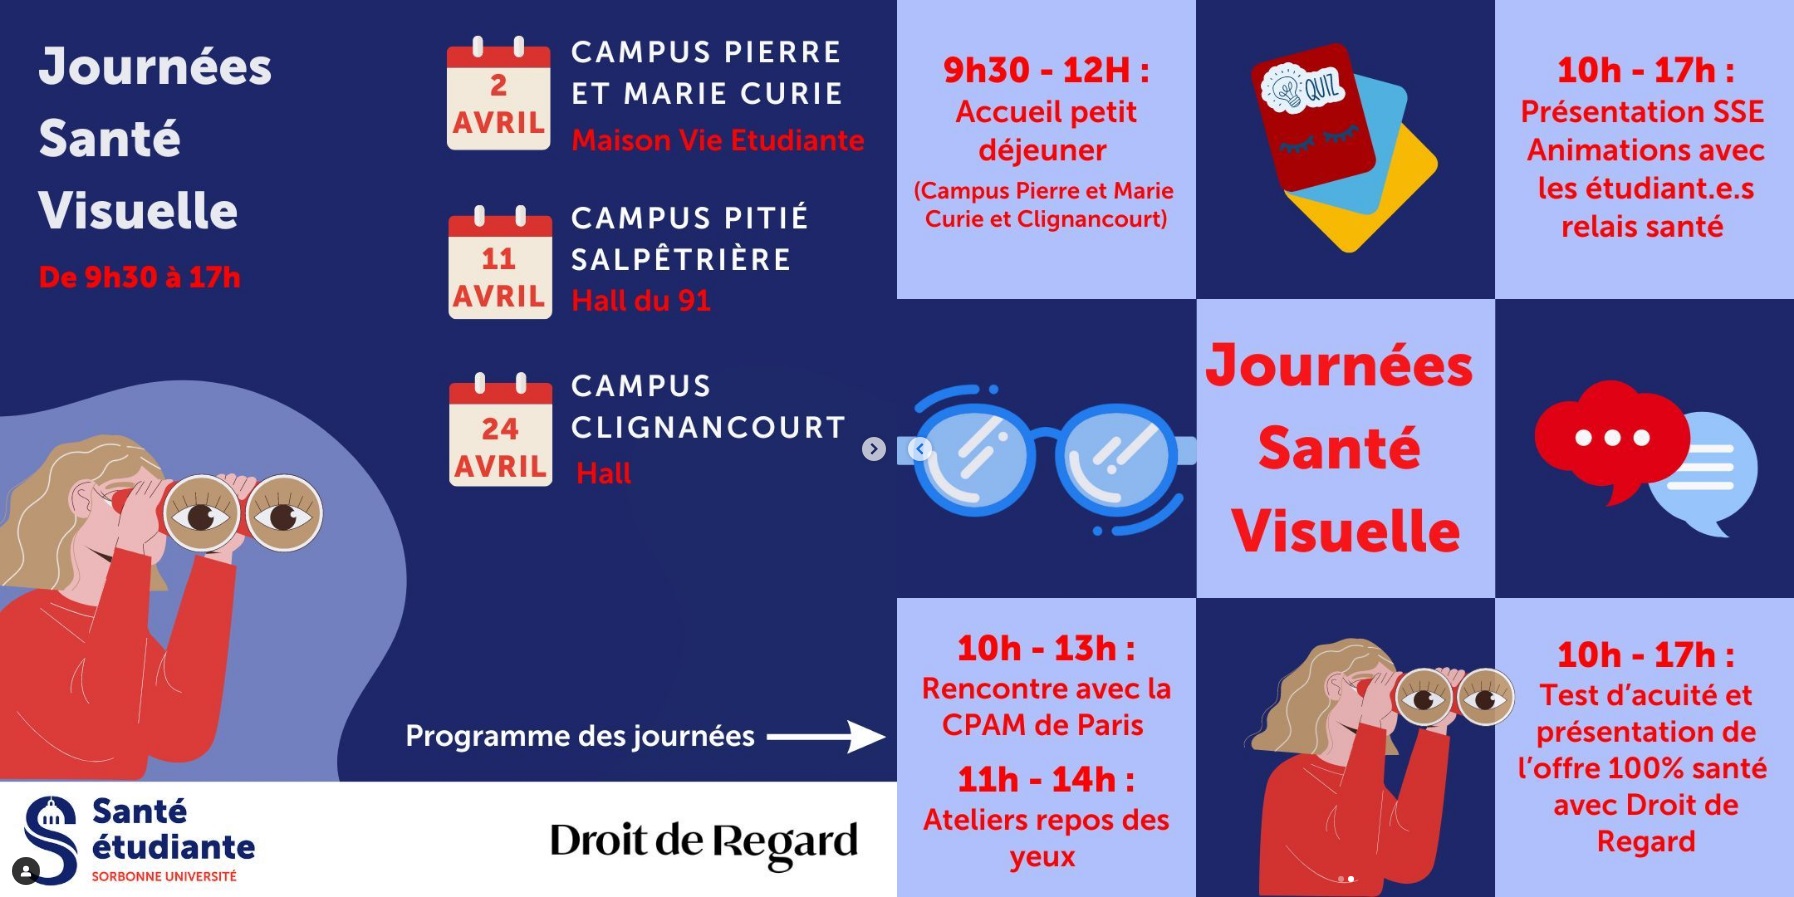 Journées
Santé
Visuelle
De 9h30 à 17h
2
AVRIL
CAMPUS PIERRE
ET MARIE CURIE
Maison Vie Etudiante
11
AVRIL
CAMPUS PITIÉ
SALPÊTRIÈRE
Hall du 91
24
AVRIL
CAMPUS
CLIGNANCOURT
Hall
Programme des journées
Santé
étudiante
SORBONNE UNIVERSITÉ
Droit de Regard
9h30 - 12H :
Accueil petit
déjeuner
(Campus Pierre et Marie
Curie et Clignancourt)
QUIZ
10h - 17h :
Présentation SSE
Animations avec
les étudiant.e.s
relais santé
Journées
Santé
Visuelle
10h - 13h :
Rencontre avec la
CPAM de Paris
11h - 14h :
Ateliers repos des
yeux
10h - 17h :
Test d’acuité et
présentation de
l’offre 100% santé
avec Droit de
Regard